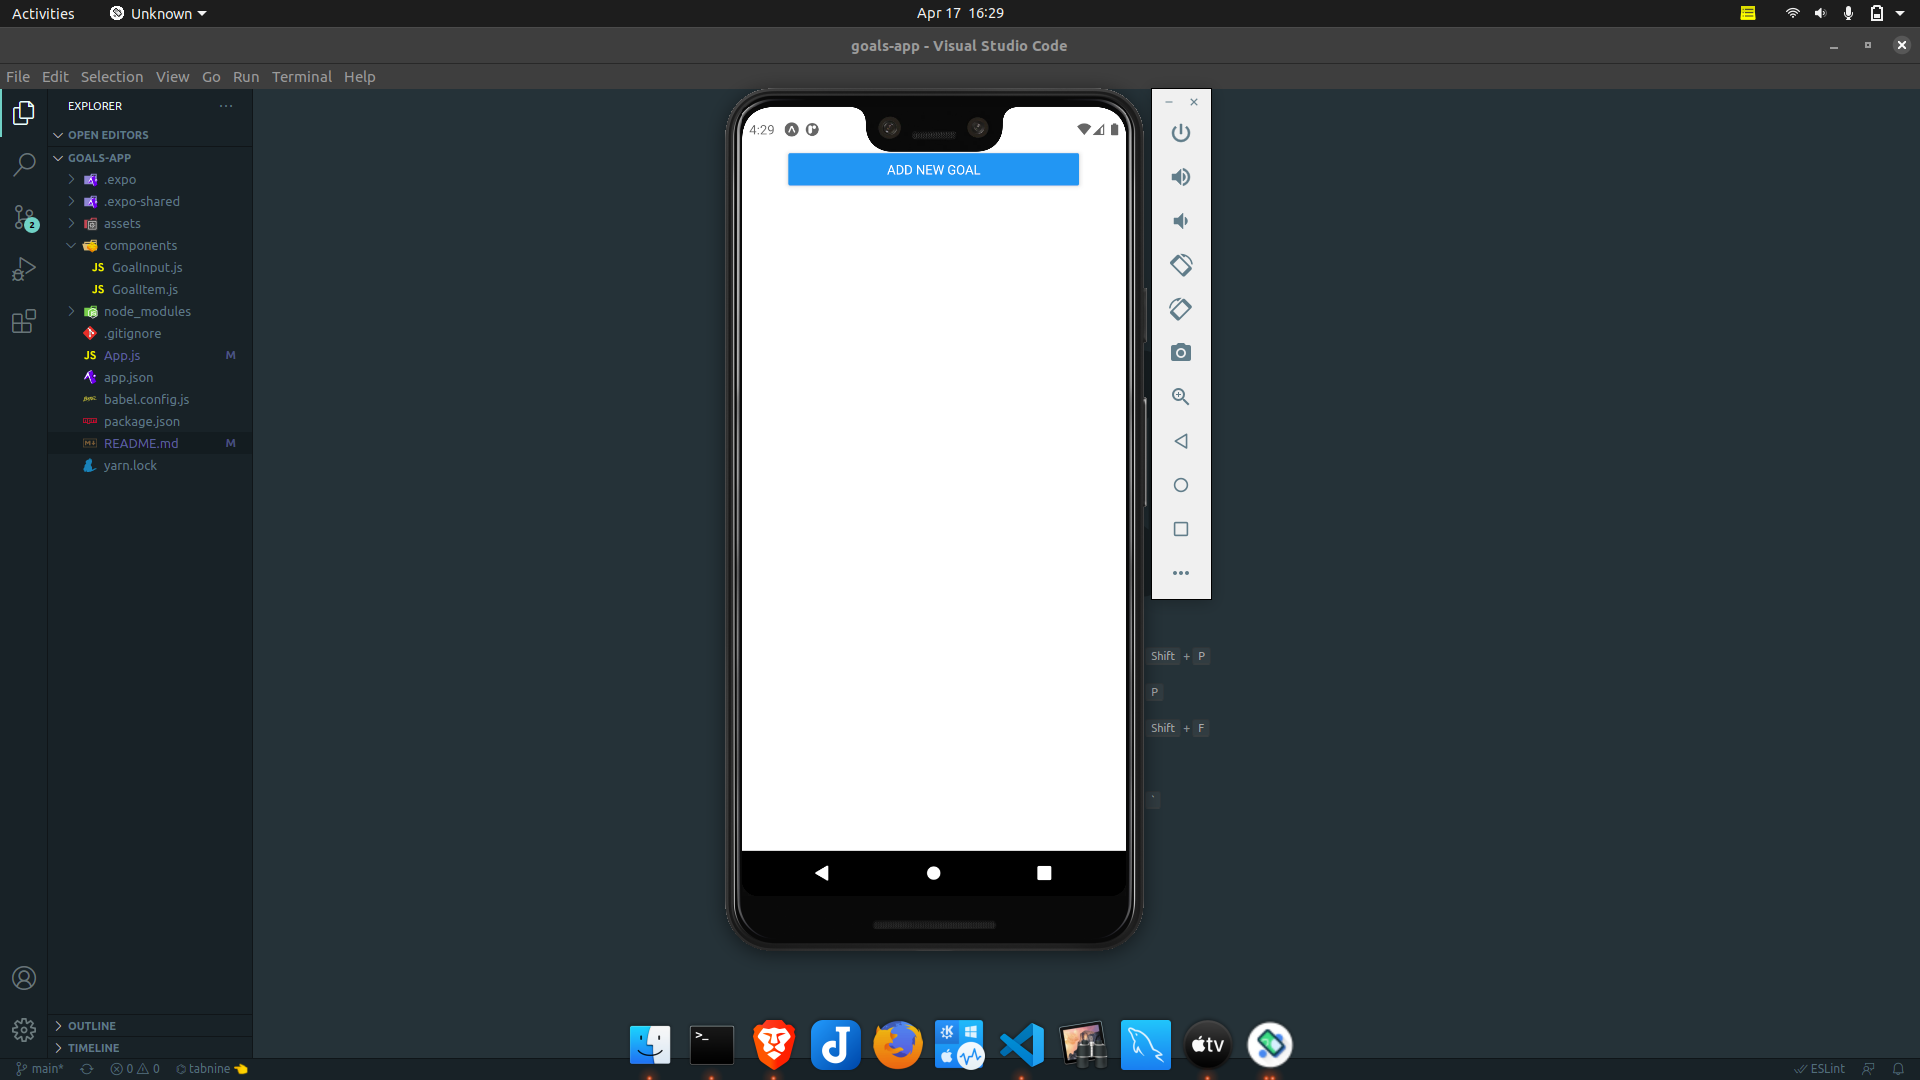 Activities
Unknown
Apr 17 16:29
goals-app - Visual Studio Code
File Edit Selection View Go Run Terminal Help
EXPLORER
OPEN EDITORS
GOALS-APP
.expo
.expo-shared
assets
components
JS GoalInput.js
JS GoalItem.js
node_modules
.gitignore
JS App.js M
app.json
babel.config.js
package.json
README.md M
yarn.lock
2
4:29
ADD NEW GOAL
Shift + P
P
Shift + F
`
OUTLINE
TIMELINE
>_
J
tv
main*
0 0
tabnine
ESLint